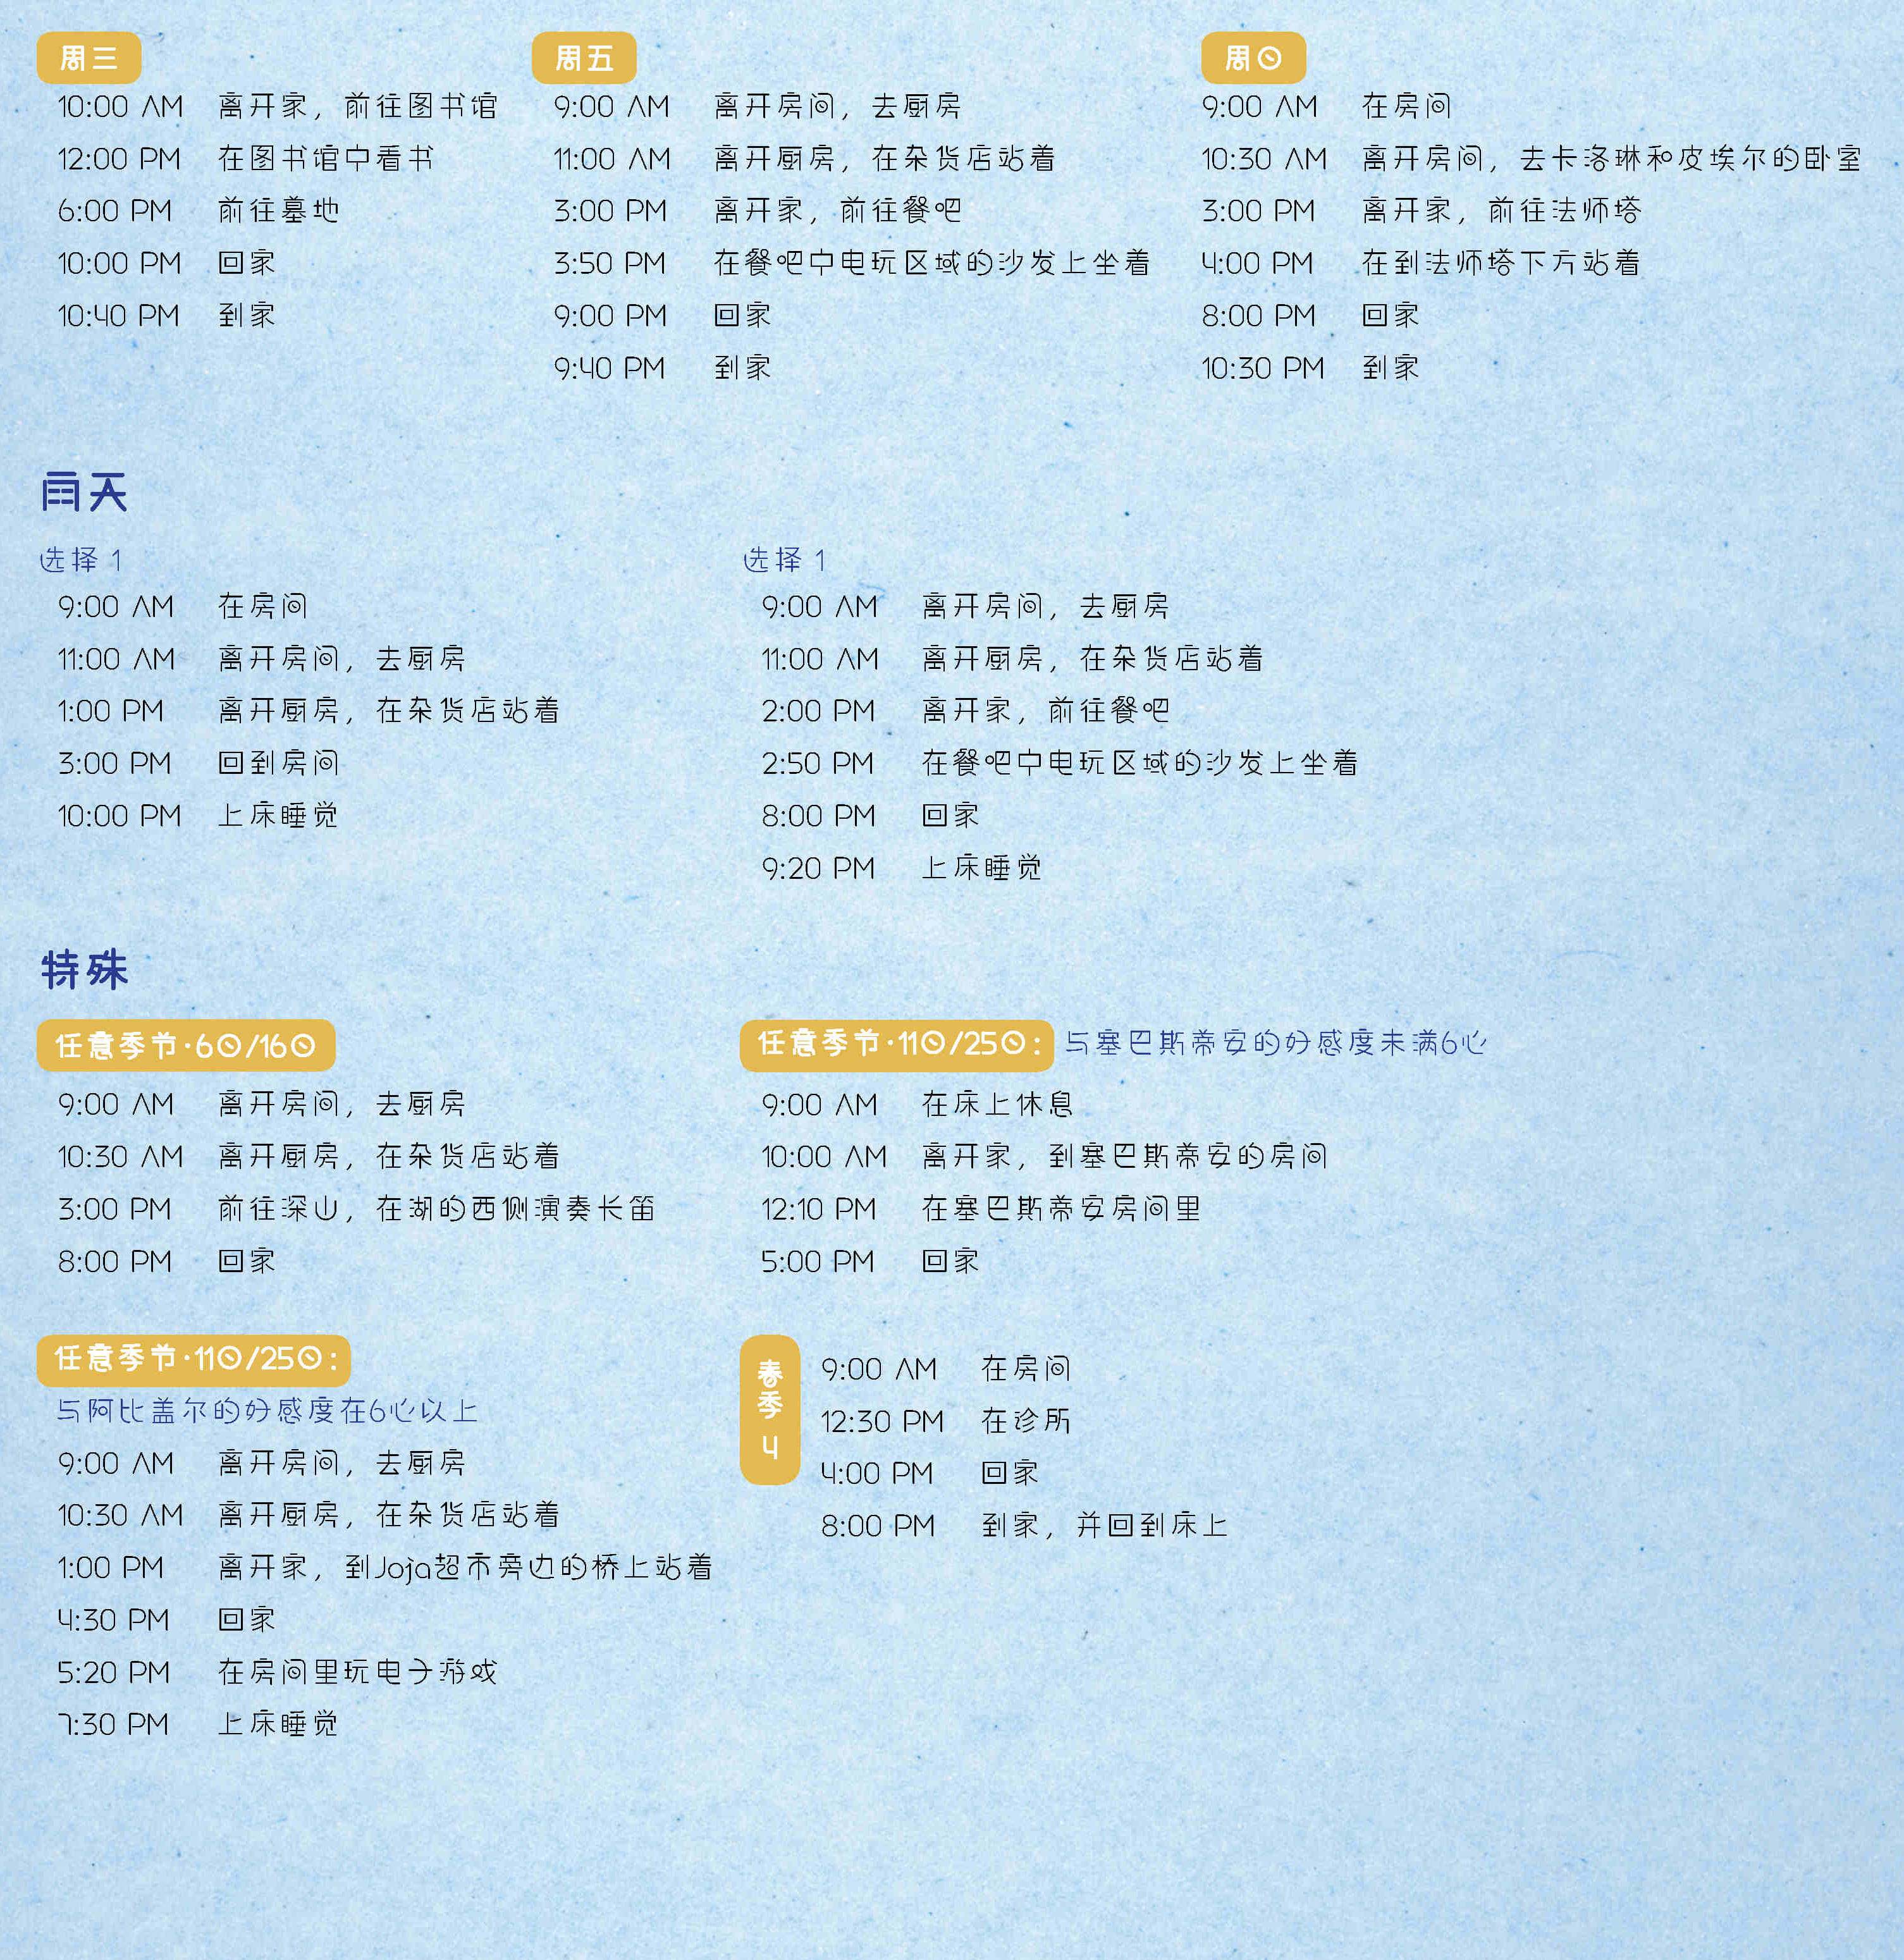 周三
10:00 AM 离开家，前往图书馆
12:00 PM 在图书馆中看书
6:00 PM 前往墓地
10:00 PM 回家
10:40 PM 到家
周五
9:00 AM 离开房间，去厨房
11:00 AM 离开厨房，在杂货店站着
3:00 PM 离开家，前往餐吧
3:50 PM 在餐吧中电玩区域的沙发上坐着
9:00 PM 回家
9:40 PM 到家
周日
9:00 AM 在房间
10:30 AM 离开房间，去卡洛琳和皮埃尔的卧室
3:00 PM 离开家，前往法师塔
4:00 PM 在到法师塔下方站着
8:00 PM 回家
10:30 PM 到家
雨天
选择 1
9:00 AM 在房间
11:00 AM 离开房间，去厨房
1:00 PM 离开厨房，在杂货店站着
3:00 PM 回到房间
10:00 PM 上床睡觉
选择 1
9:00 AM 离开房间，去厨房
11:00 AM 离开厨房，在杂货店站着
2:00 PM 离开家，前往餐吧
2:50 PM 在餐吧中电玩区域的沙发上坐着
8:00 PM 回家
9:20 PM 上床睡觉
特殊
任意季节·6日/16日
9:00 AM 离开房间，去厨房
10:30 AM 离开厨房，在杂货店站着
3:00 PM 前往深山，在湖的西侧演奏长笛
8:00 PM 回家
任意季节·11日/25日： 与塞巴斯蒂安的好感度未满6心
9:00 AM 在床上休息
10:00 AM 离开家，到塞巴斯蒂安的房间
12:10 PM 在塞巴斯蒂安房间里
5:00 PM 回家
任意季节·11日/25日：
与阿比盖尔的好感度在6心以上
9:00 AM 离开房间，去厨房
10:30 AM 离开厨房，在杂货店站着
1:00 PM 离开家，到Joja超市旁边的桥上站着
4:30 PM 回家
5:20 PM 在房间里玩电子游戏
7:30 PM 上床睡觉
春季4
9:00 AM 在房间
12:30 PM 在诊所
4:00 PM 回家
8:00 PM 到家，并回到床上